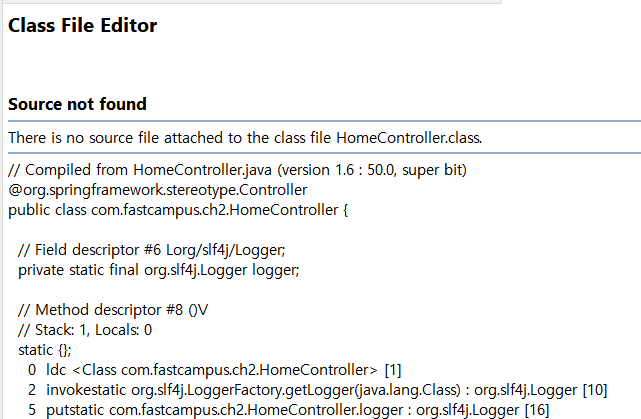 Class File Editor
Source not found
There is no source file attached to the class file HomeController.class.
// Compiled from HomeController.java (version 1.6 : 50.0, super bit)
@org.springframework.stereotype.Controller
public class com.fastcampus.ch2.HomeController {
// Field descriptor #6 Lorg/slf4j/Logger;
private static final org.slf4j.Logger logger;
// Method descriptor #8 ()V
// Stack: 1, Locals: 0
static {};
0 ldc <Class com.fastcampus.ch2.HomeController> [1]
2 invokestatic org.slf4j.LoggerFactory.getLogger(java.lang.Class) : org.slf4j.Logger [10]
5 putstatic com.fastcampus.ch2.HomeController.logger : org.slf4j.Logger [16]